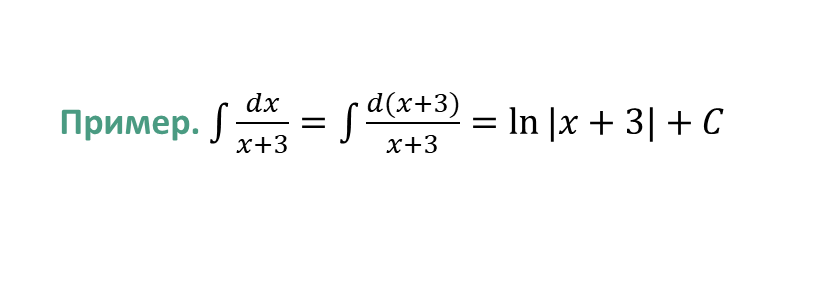 Пример. ∫ dx/(x+3) = ∫ d(x+3)/(x+3) = ln |x + 3| + C